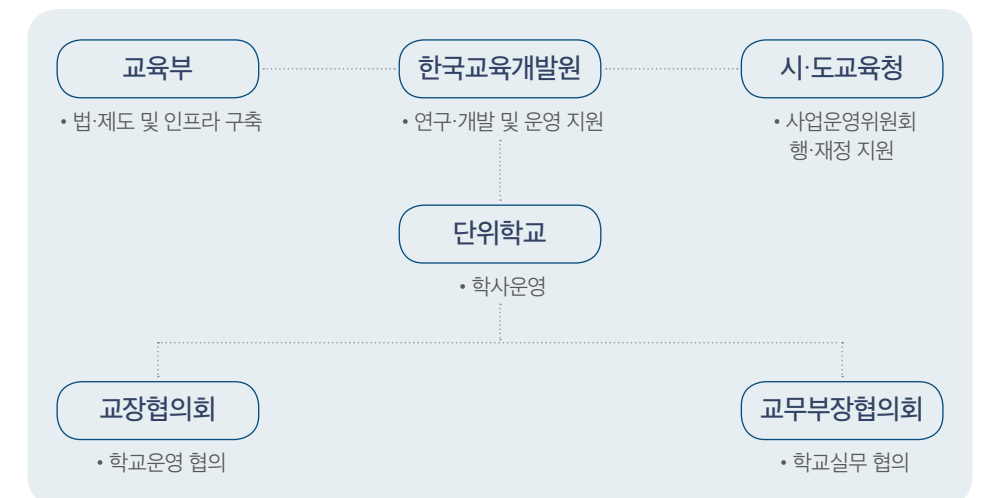 교육부
한국교육개발원
시·도교육청
• 법·제도 및 인프라 구축
• 연구·개발 및 운영 지원
• 사업운영위원회
행·재정 지원
단위학교
• 학사운영
교장협의회
교무부장협의회
• 학교운영 협의
• 학교실무 협의